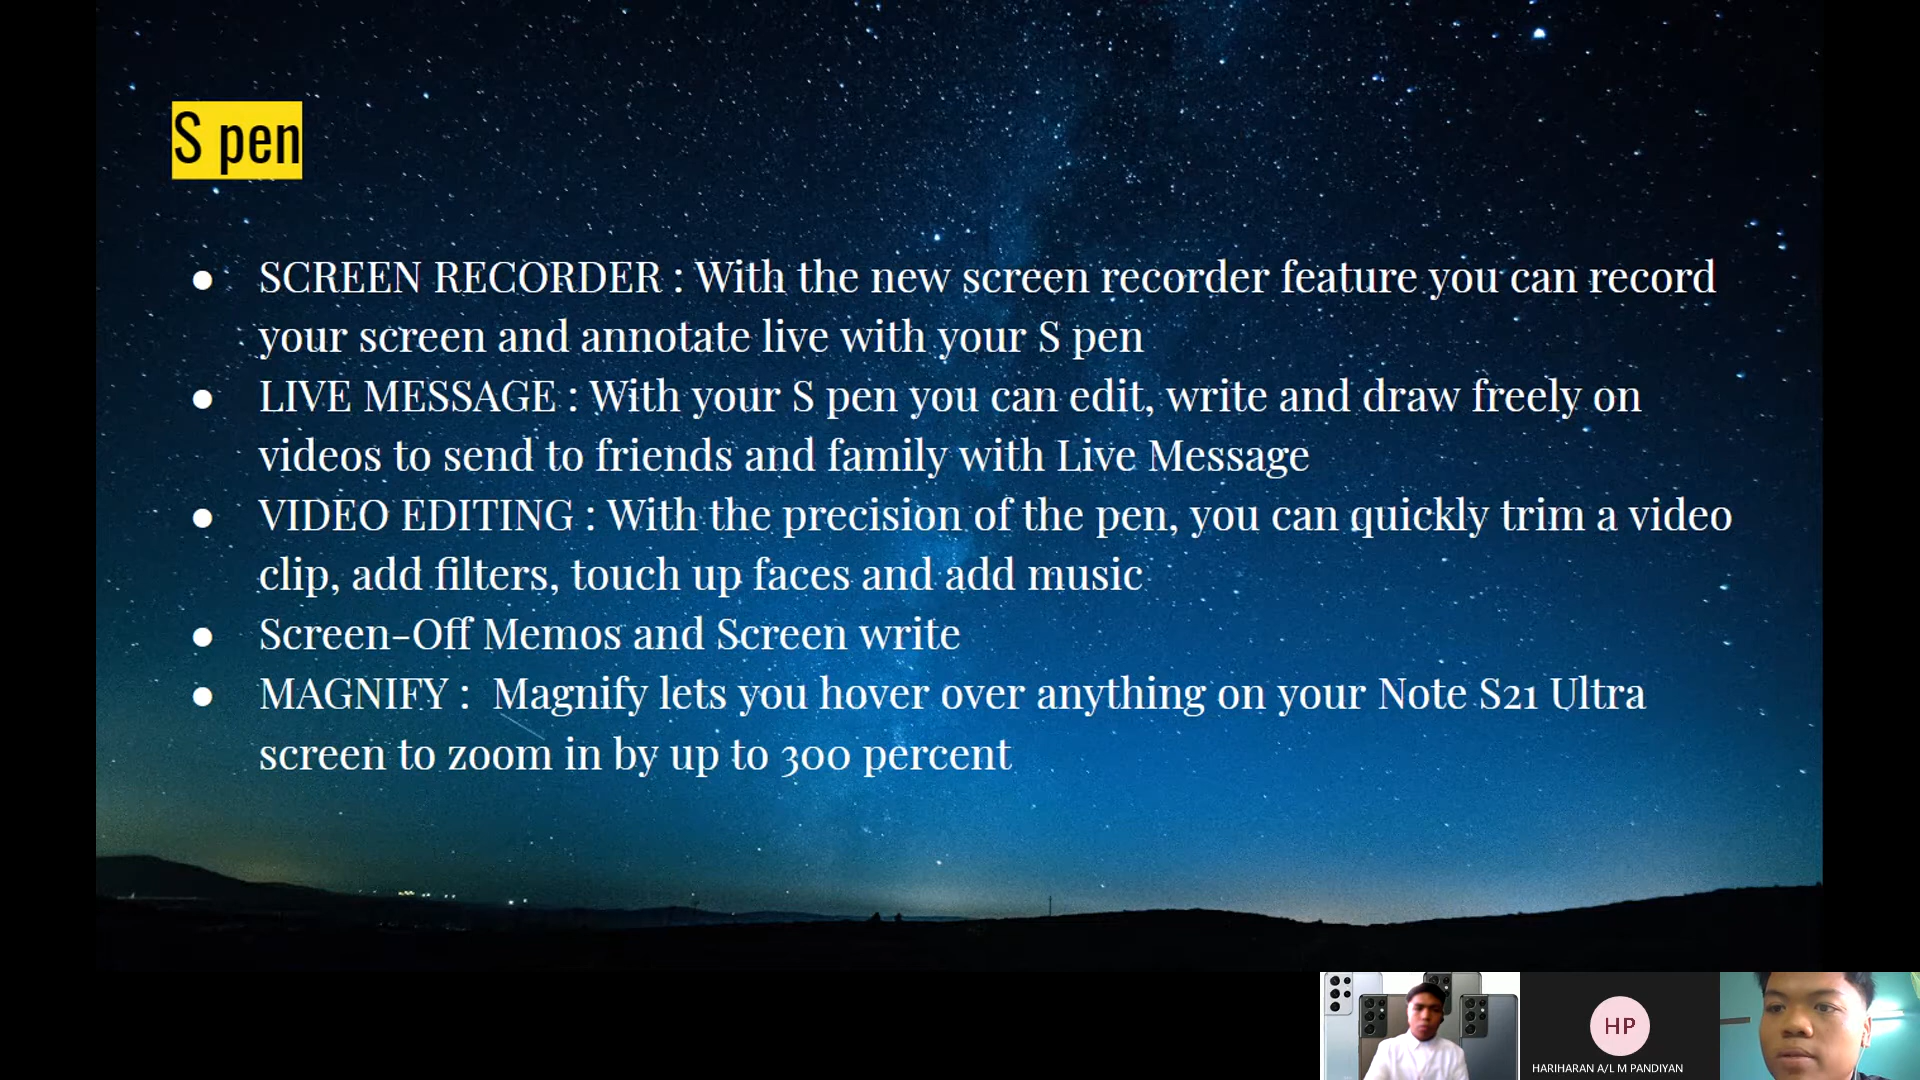 S pen
● SCREEN RECORDER : With the new screen recorder feature you can record
your screen and annotate live with your S pen
● LIVE MESSAGE : With your S pen you can edit, write and draw freely on
videos to send to friends and family with Live Message
● VIDEO EDITING : With the precision of the pen, you can quickly trim a video
clip, add filters, touch up faces and add music
● Screen-Off Memos and Screen write
● MAGNIFY :  Magnify lets you hover over anything on your Note S21 Ultra
screen to zoom in by up to 300 percent
HP
HARIHARAN A/L M PANDIYAN